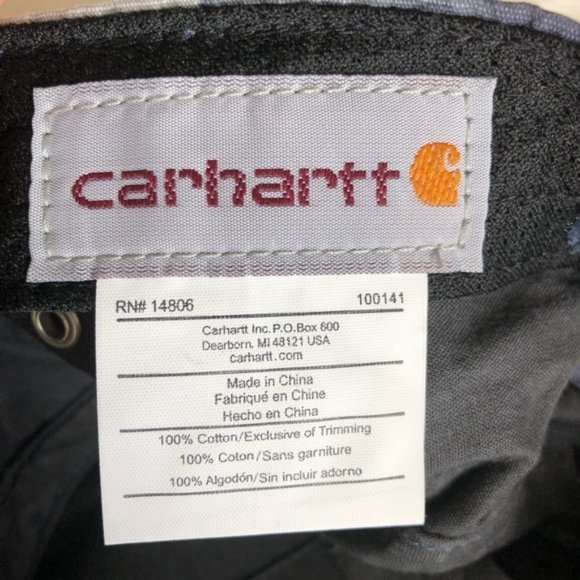 carhartt
RN# 14806 100141
Carhartt Inc. P.O.Box 600
Dearborn, MI 48121 USA
carhartt.com
Made in China
Fabriqué en Chine
Hecho en China
100% Cotton/Exclusive of Trimming
100% Coton/Sans garniture
100% Algodón/Sin incluir adorno